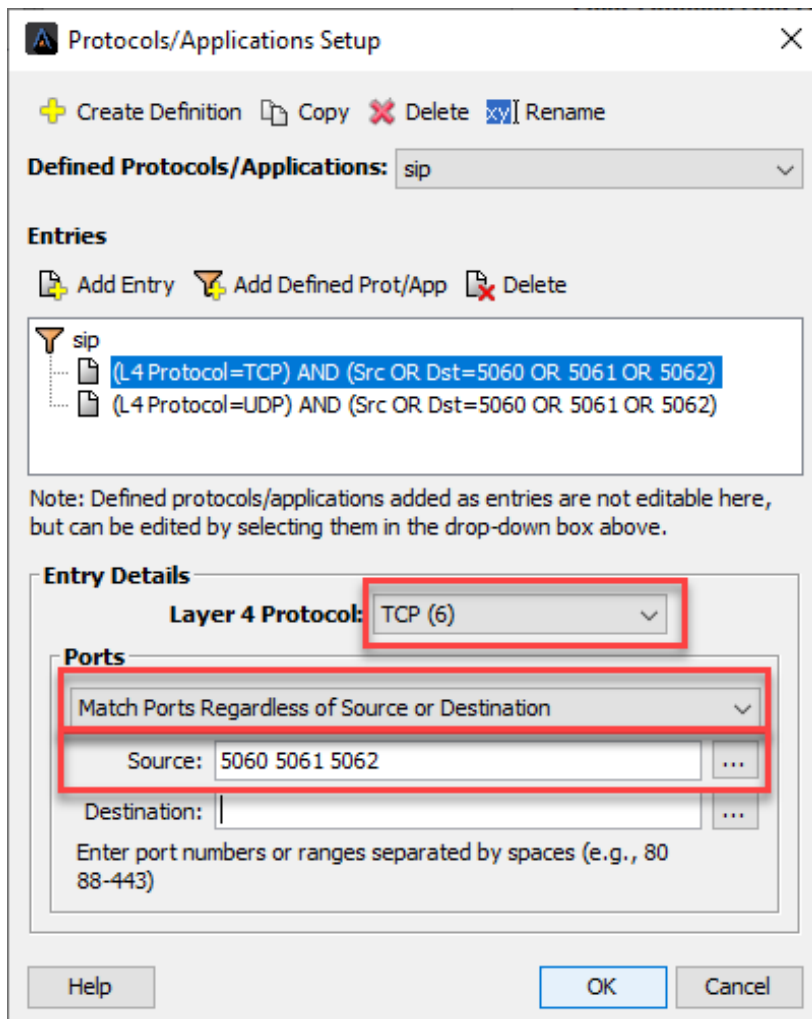 Protocols/Applications Setup
Create Definition Copy Delete xy Rename
Defined Protocols/Applications: sip
Entries
Add Entry Add Defined Prot/App Delete
sip
(L4 Protocol=TCP) AND (Src OR Dst=5060 OR 5061 OR 5062)
(L4 Protocol=UDP) AND (Src OR Dst=5060 OR 5061 OR 5062)
Note: Defined protocols/applications added as entries are not editable here,
but can be edited by selecting them in the drop-down box above.
Entry Details
Layer 4 Protocol: TCP (6)
Ports
Match Ports Regardless of Source or Destination
Source: 5060 5061 5062 ...
Destination: ...
Enter port numbers or ranges separated by spaces (e.g., 80
88-443)
Help OK Cancel